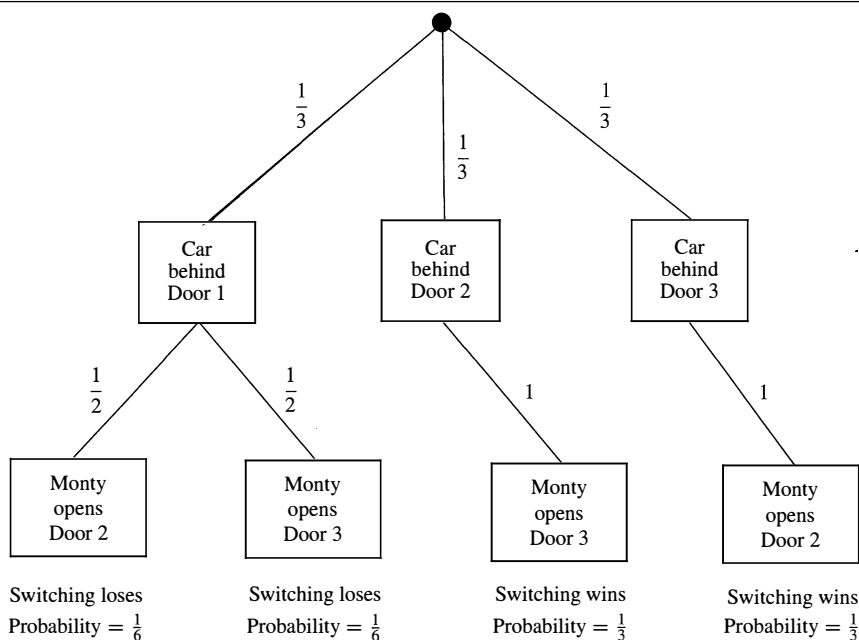 1/3
1/3
1/3
Car
behind
Door 1
Car
behind
Door 2
Car
behind
Door 3
1/2
1/2
1
1
Monty
opens
Door 2
Monty
opens
Door 3
Monty
opens
Door 3
Monty
opens
Door 2
Switching loses
Probability = 1/6
Switching loses
Probability = 1/6
Switching wins
Probability = 1/3
Switching wins
Probability = 1/3